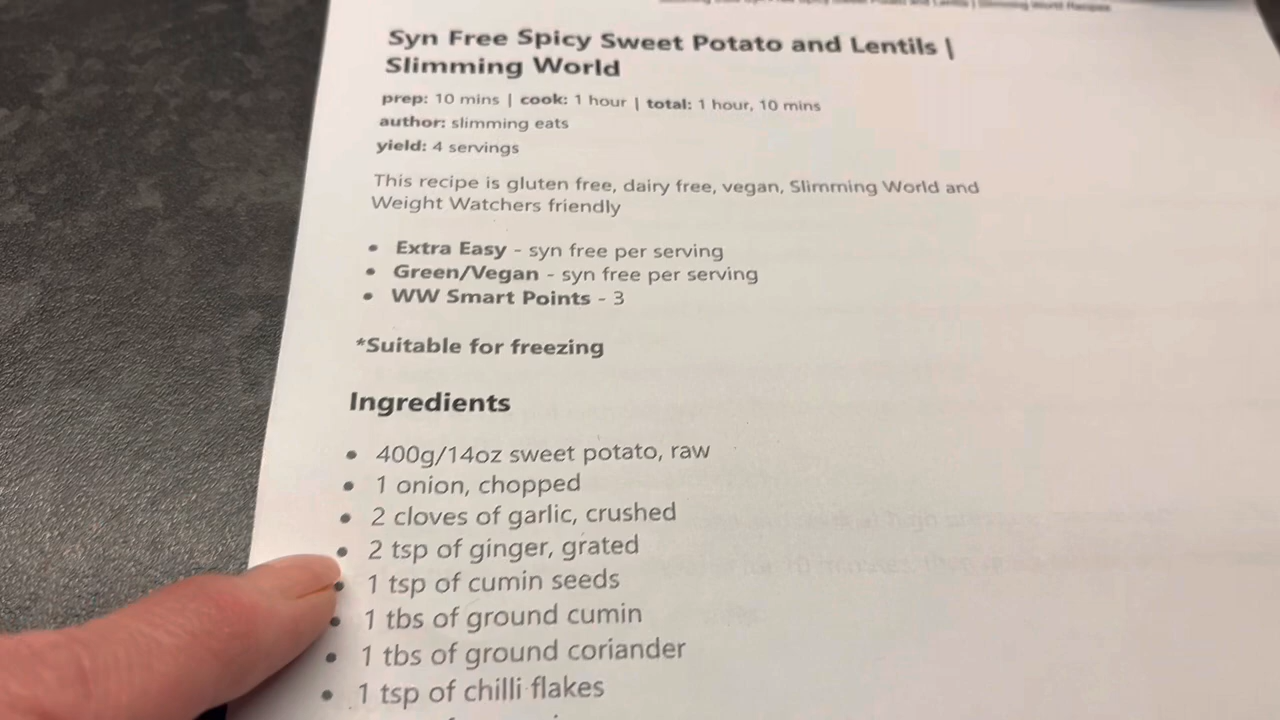 Syn Free Spicy Sweet Potato and Lentils |
Slimming World
prep: 10 mins | cook: 1 hour | total: 1 hour, 10 mins
author: slimming eats
yield: 4 servings
This recipe is gluten free, dairy free, vegan, Slimming World and
Weight Watchers friendly
• Extra Easy - syn free per serving
• Green/Vegan - syn free per serving
• WW Smart Points - 3
*Suitable for freezing
Ingredients
• 400g/14oz sweet potato, raw
• 1 onion, chopped
• 2 cloves of garlic, crushed
• 2 tsp of ginger, grated
• 1 tsp of cumin seeds
• 1 tbs of ground cumin
• 1 tbs of ground coriander
• 1 tsp of chilli flakes